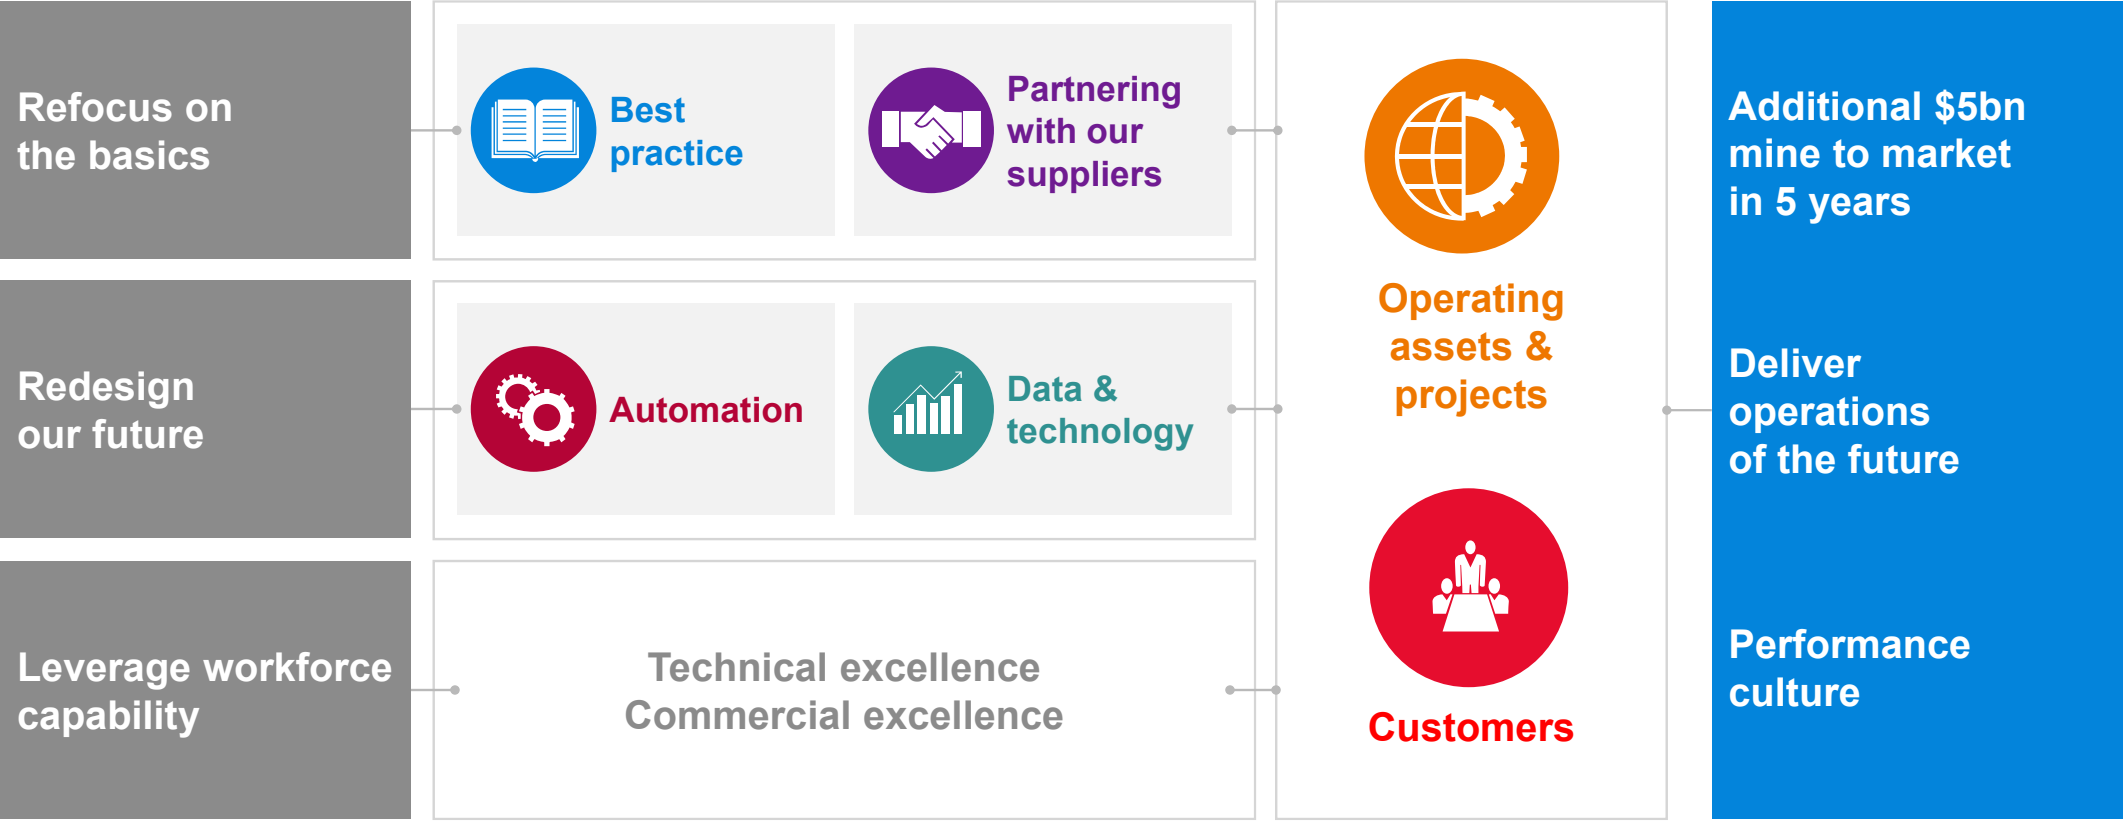 Refocus on
the basics
Best
practice
Partnering
with our
suppliers
Redesign
our future
Automation
Data &
technology
Leverage workforce
capability
Technical excellence
Commercial excellence
Operating
assets &
projects
Customers
Additional $5bn
mine to market
in 5 years
Deliver
operations
of the future
Performance
culture